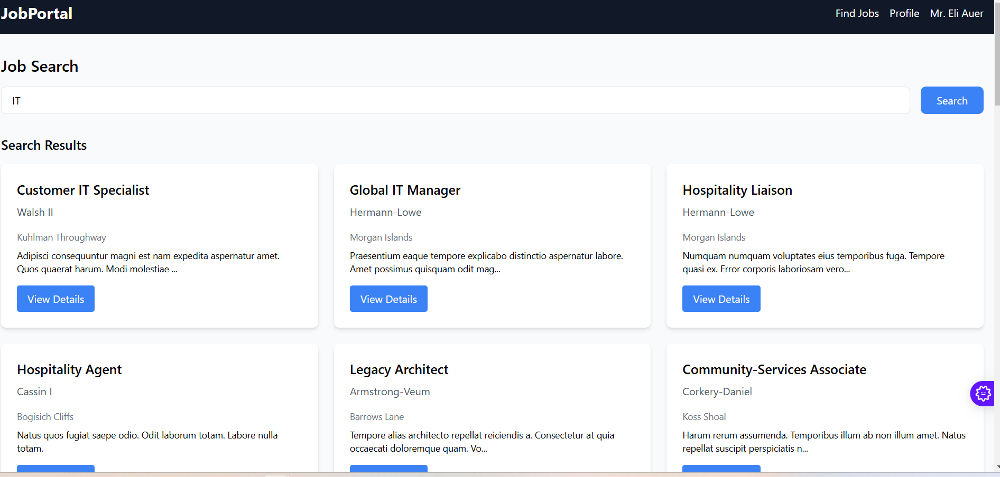 JobPortal
Find Jobs Profile Mr. Eli Auer
Job Search
IT
Search
Search Results
Customer IT Specialist
Walsh II
Kuhlman Throughway
Adipisci consequuntur magni est nam expedita aspernatur amet.
Quos quaerat harum. Modi molestiae ...
View Details
Global IT Manager
Hermann-Lowe
Morgan Islands
Praesentium eaque tempore explicabo distinctio aspernatur labore.
Amet possimus quisquam odit mag...
View Details
Hospitality Liaison
Hermann-Lowe
Morgan Islands
Numquam numquam voluptates eius temporibus fuga. Tempore
quasi ex. Error corporis laboriosam vero...
View Details
Hospitality Agent
Cassin I
Bogisich Cliffs
Natus quos fugiat saepe odio. Odit laborum totam. Labore nulla
totam.
Legacy Architect
Armstrong-Veum
Barrows Lane
Tempore alias architecto repellat reiciendis a. Consectetur at quia
occaecati doloremque quam. Vo...
Community-Services Associate
Corkery-Daniel
Koss Shoal
Harum rerum assumenda. Temporibus illum ab non illum amet. Natus
repellat suscipit perspiciatis n...